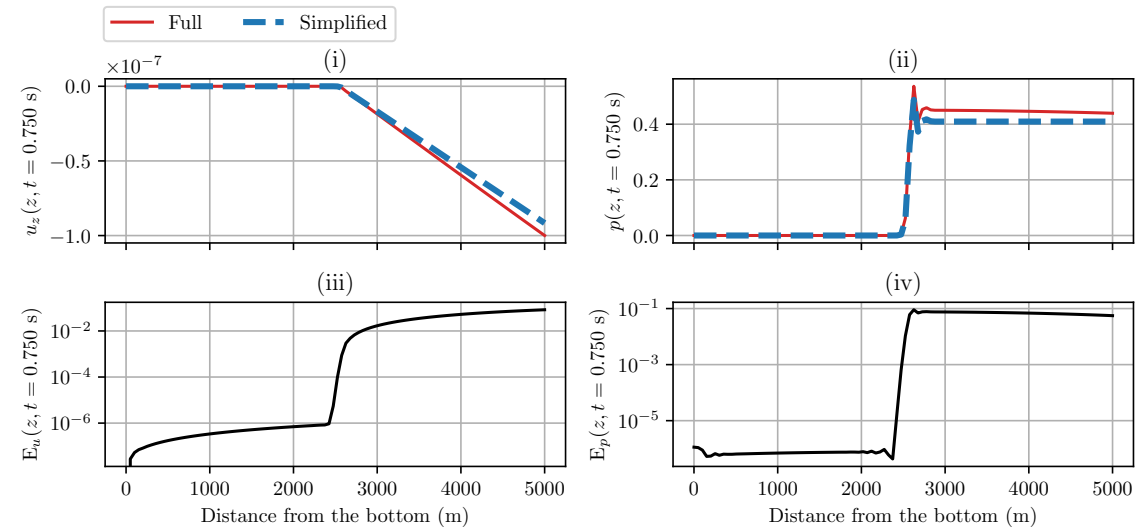 Full Simplified
(i) (ii)
×10⁻⁷
u_z(z, t = 0.750 s)
0.0
−0.5
−1.0
0 1000 2000 3000 4000 5000
p(z, t = 0.750 s)
0.4
0.2
0.0
(iii) (iv)
E_u(z, t = 0.750 s)
10⁻²
10⁻⁴
10⁻⁶
E_p(z, t = 0.750 s)
10⁻¹
10⁻³
10⁻⁵
0 1000 2000 3000 4000 5000
Distance from the bottom (m)
Distance from the bottom (m)